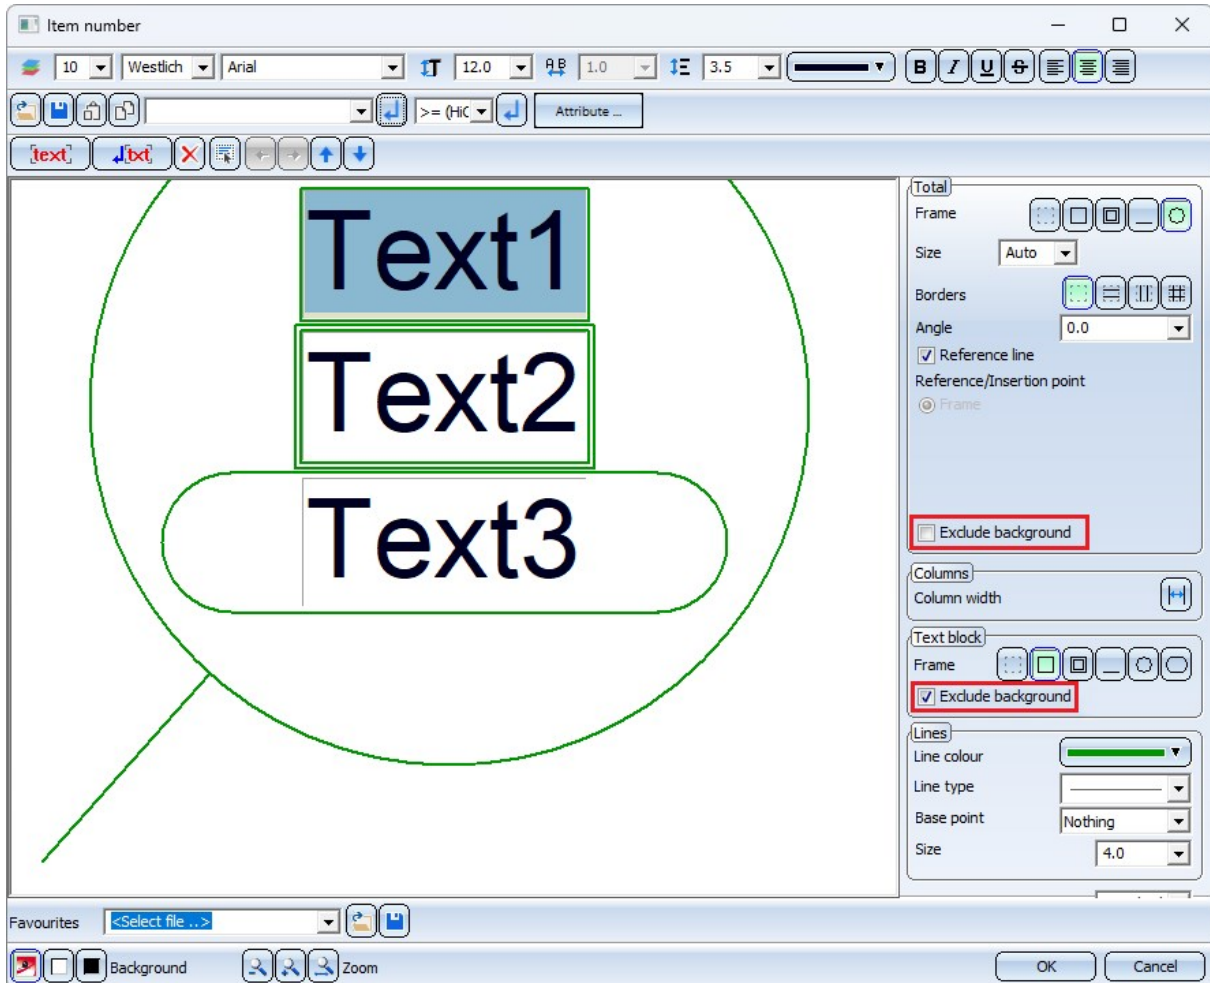 Item number
10 Westlich Arial 12.0 AB 1.0 3.5 B I U S
>= (HiC Attribute ...
[text] [txt]
Text1
Text2
Text3
Total
Frame
Size Auto
Borders
Angle 0.0
Reference line
Reference/Insertion point
Frame
Exclude background
Columns
Column width
Text block
Frame
Exclude background
Lines
Line colour
Line type
Base point Nothing
Size 4.0
Favourites <Select file ..>
Background Zoom OK Cancel